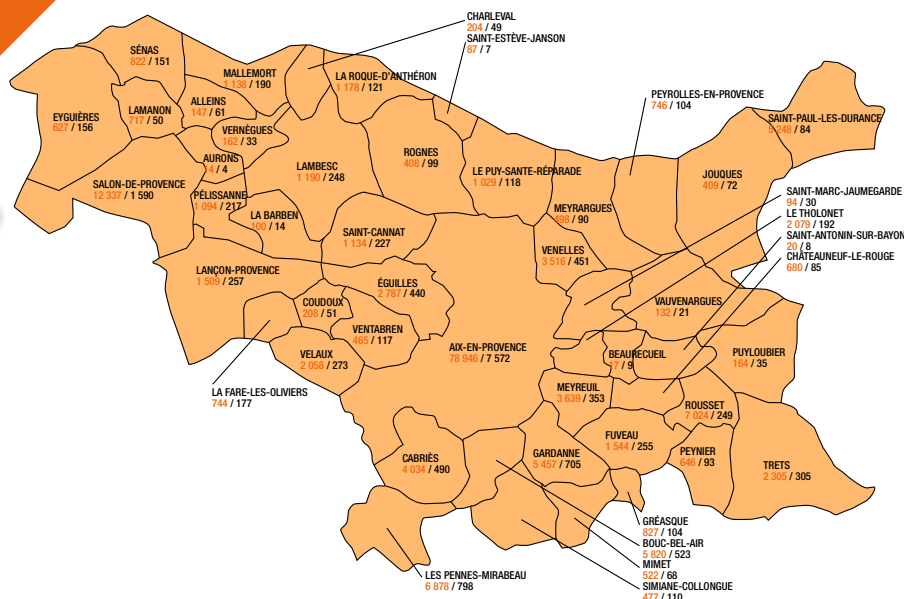 CHARLEVAL
204 / 49
SAINT-ESTÈVE-JANSON
87 / 7
SÉNAS
822 / 151
MALLEMORT
1 138 / 190
LA ROQUE-D'ANTHÉRON
1 178 / 121
PEYROLLES-EN-PROVENCE
746 / 104
EYGUIÈRES
627 / 156
LAMANON
717 / 50
ALLEINS
147 / 61
VERNÈGUES
162 / 33
SAINT-PAUL-LES-DURANCE
5 248 / 84
AURONS
14 / 4
LAMBESC
1 190 / 248
ROGNES
408 / 99
LE PUY-SANTE-RÉPARADE
1 029 / 118
JOUQUES
409 / 72
SALON-DE-PROVENCE
12 337 / 1 590
PÉLISSANNE
1 094 / 217
SAINT-MARC-JAUMEGARDE
94 / 30
LA BARBEN
100 / 14
MEYRARGUES
498 / 90
LE THOLONET
2 079 / 192
SAINT-CANNAT
1 134 / 227
SAINT-ANTONIN-SUR-BAYON
20 / 8
VENELLES
3 516 / 451
CHÂTEAUNEUF-LE-ROUGE
680 / 85
LANÇON-PROVENCE
1 509 / 257
ÉGUILLES
2 787 / 440
COUDOUX
208 / 51
VAUVENARGUES
132 / 21
VENTABREN
465 / 117
AIX-EN-PROVENCE
78 946 / 7 572
VELAUX
2 058 / 273
BEAURECUEIL
17 / 9
PUYLOUBIER
164 / 35
LA FARE-LES-OLIVIERS
744 / 177
MEYREUIL
3 639 / 353
ROUSSET
7 024 / 249
FUVEAU
1 544 / 255
CABRIÈS
4 034 / 490
GARDANNE
5 457 / 705
PEYNIER
646 / 93
TRETS
2 305 / 305
GRÉASQUE
827 / 104
BOUC-BEL-AIR
5 820 / 523
MIMET
522 / 68
LES PENNES-MIRABEAU
6 878 / 798
SIMIANE-COLLONGUE
477 / 110